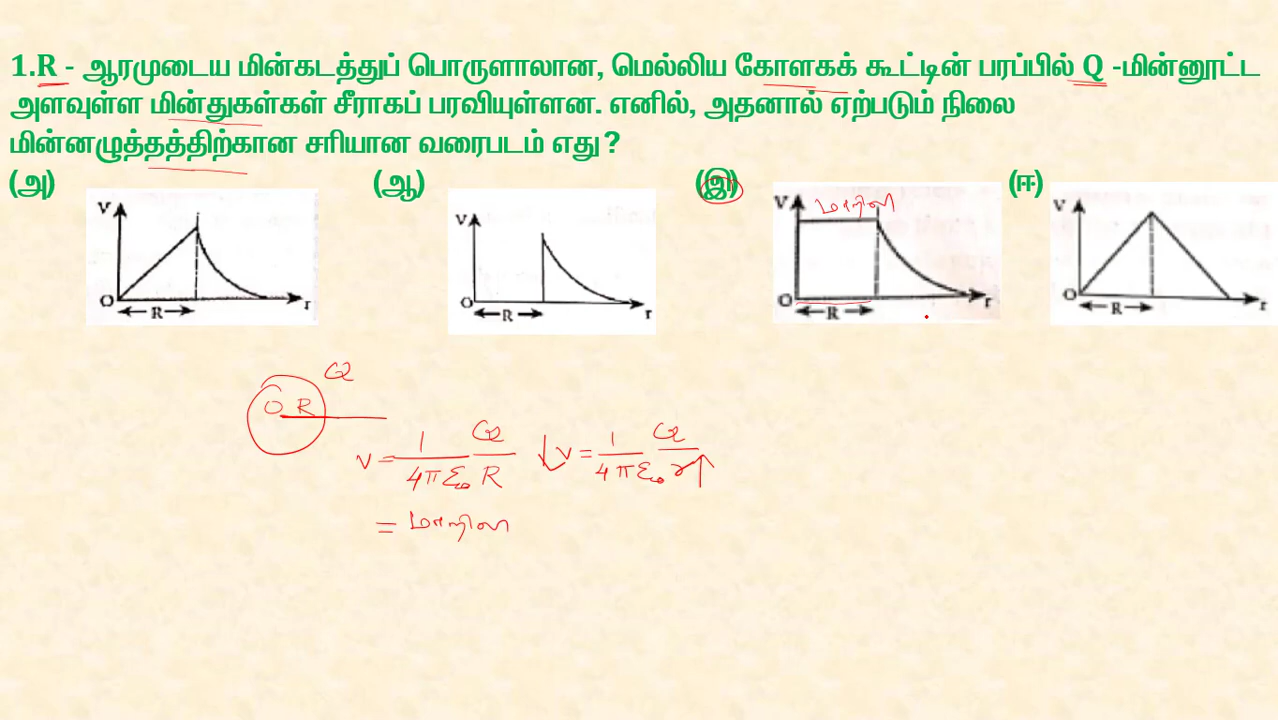 1.R - ஆரமுடைய மின்கடத்துப் பொருளாலான, மெல்லிய கோளகக் கூட்டின் பரப்பில் Q -மின்னூட்ட
அளவுள்ள மின்துகள்கள் சீராகப் பரவியுள்ளன. எனில், அதனால் ஏற்படும் நிலை
மின்னழுத்தத்திற்கான சரியான வரைபடம் எது?
(அ) (ஆ) (இ) (ஈ)
V O R r
V O R r
V மாறிலி O R r
V O R r
Q
O R
V = 1/4πε₀ Q/R ↓V = 1/4πε₀ Q/r↑
= மாறிலி